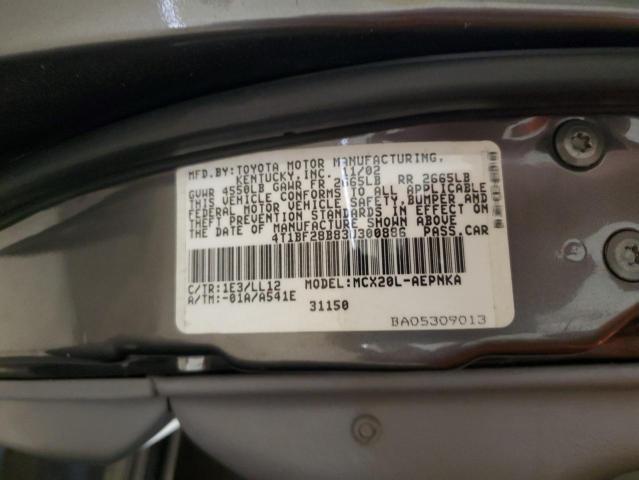 MFD.BY:TOYOTA MOTOR MANUFACTURING,
KENTUCKY,INC. 11/02
GVWR 4550LB GAWR FR 2665LB RR 2665LB
THIS VEHICLE CONFORMS TO ALL APPLICABLE
FEDERAL MOTOR VEHICLE SAFETY, BUMPER AND
THEFT PREVENTION STANDARDS IN EFFECT ON
THE DATE OF MANUFACTURE SHOWN ABOVE
4T1BF28B83U300886 PASS.CAR
C/TR:1E3/LL12 MODEL:MCX20L-AEPNKA
A/TM:-01A/A541E
31150
BA05309013